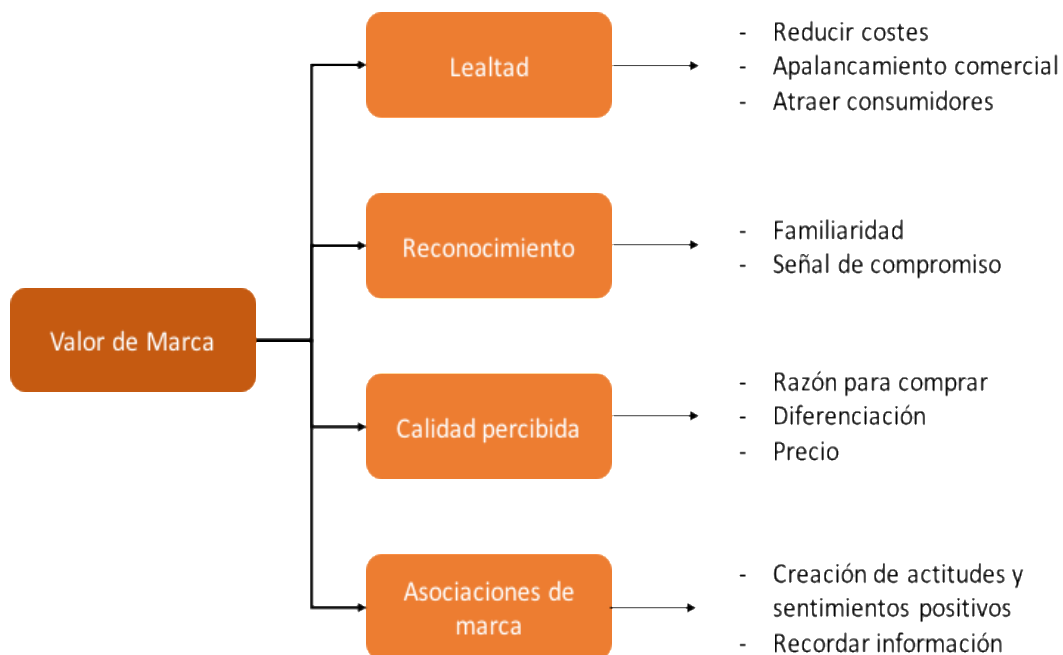 Valor de Marca
Lealtad
- Reducir costes
- Apalancamiento comercial
- Atraer consumidores
Reconocimiento
- Familiaridad
- Señal de compromiso
Calidad percibida
- Razón para comprar
- Diferenciación
- Precio
Asociaciones de
marca
- Creación de actitudes y
sentimientos positivos
- Recordar información